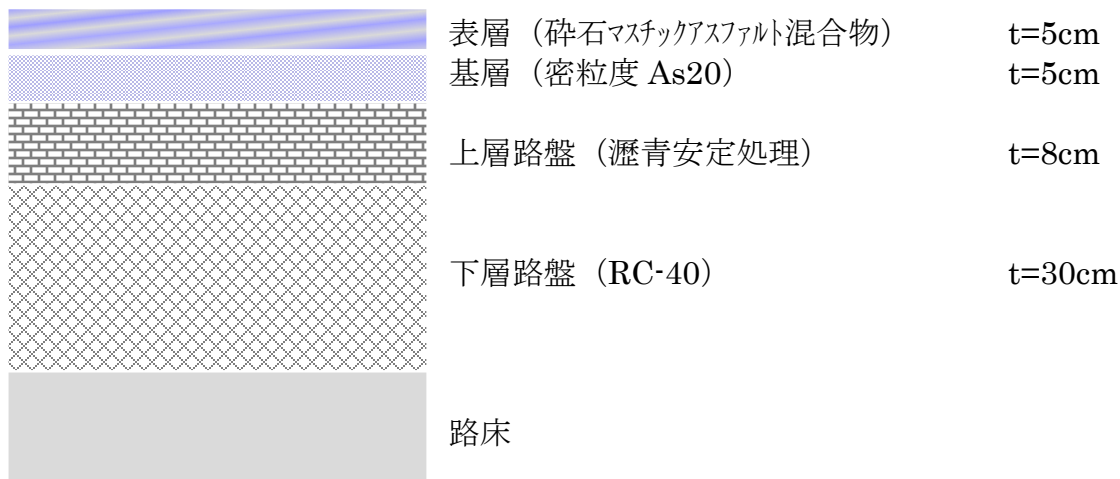 表層（砕石ﾏｽﾁｯｸｱｽﾌｧﾙﾄ混合物） t=5cm
基層（密粒度 As20） t=5cm
上層路盤（瀝青安定処理） t=8cm
下層路盤（RC-40） t=30cm
路床